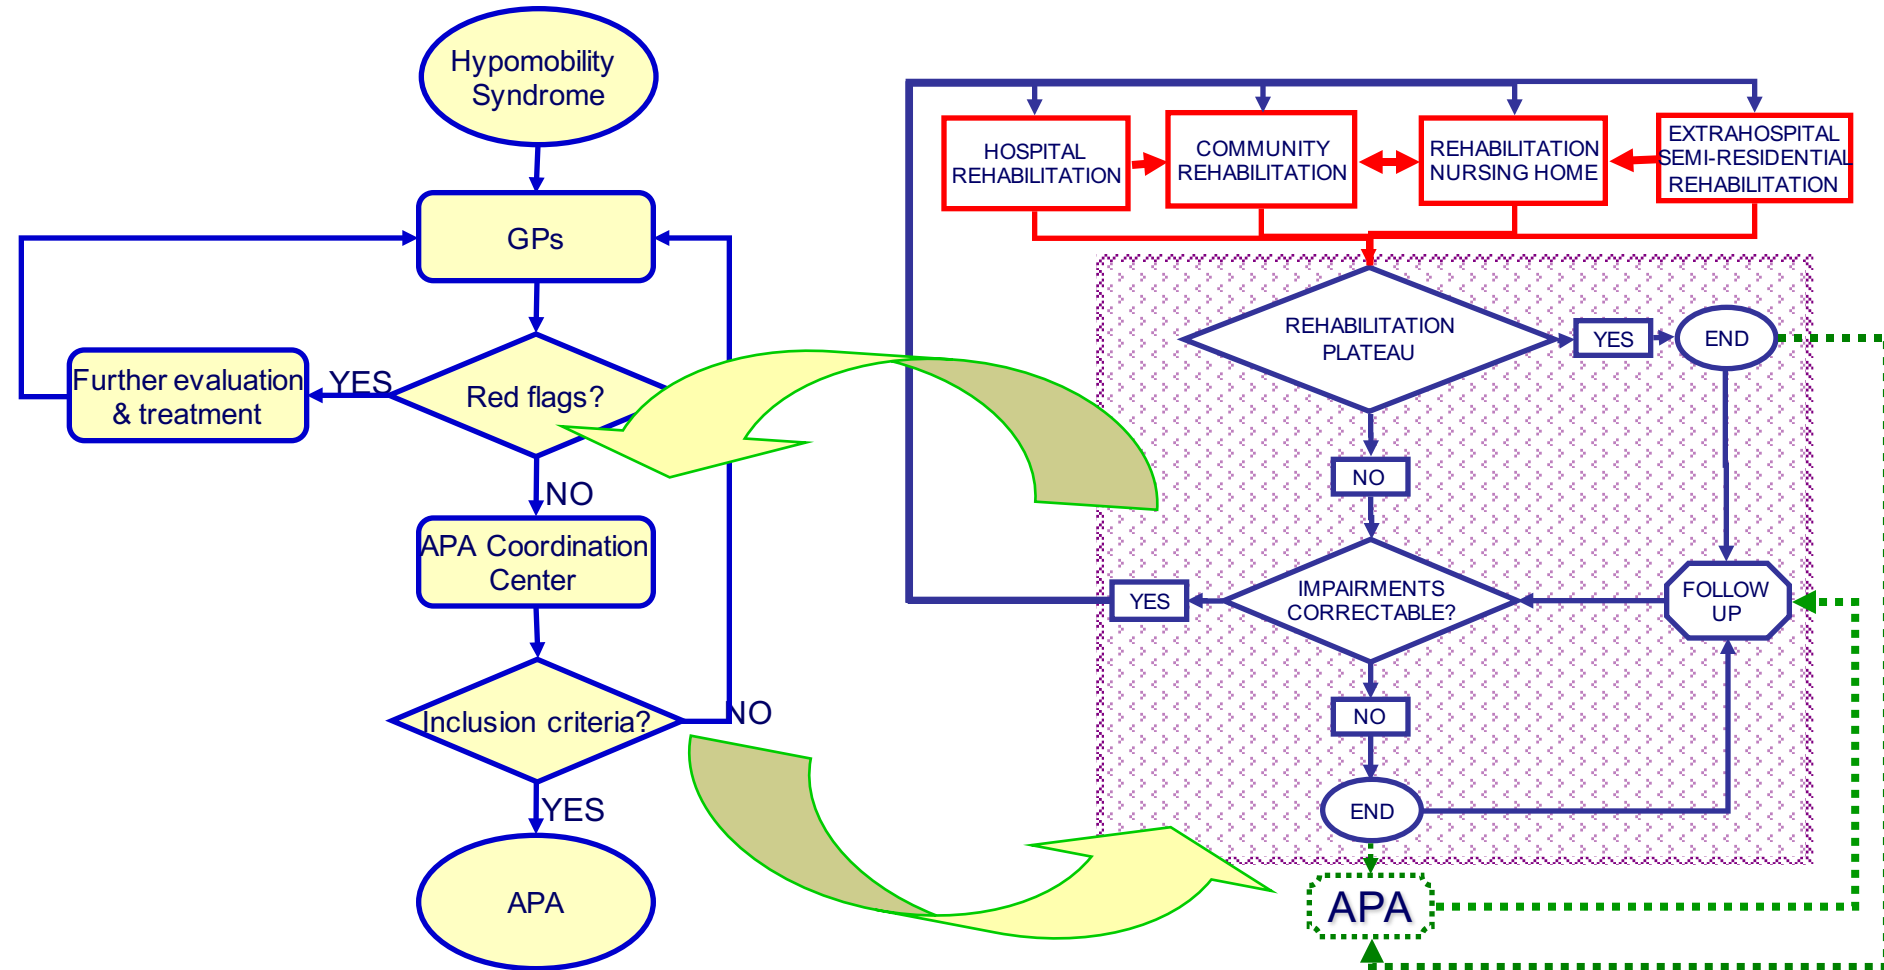 Hypomobility
Syndrome
GPs
Further evaluation
& treatment
YES
Red flags?
NO
APA Coordination
Center
Inclusion criteria?
NO
YES
APA
HOSPITAL
REHABILITATION
COMMUNITY
REHABILITATION
REHABILITATION
NURSING HOME
EXTRAHOSPITAL
SEMI-RESIDENTIAL
REHABILITATION
REHABILITATION
PLATEAU
YES
END
NO
IMPAIRMENTS
CORRECTABLE?
YES
FOLLOW
UP
NO
END
APA